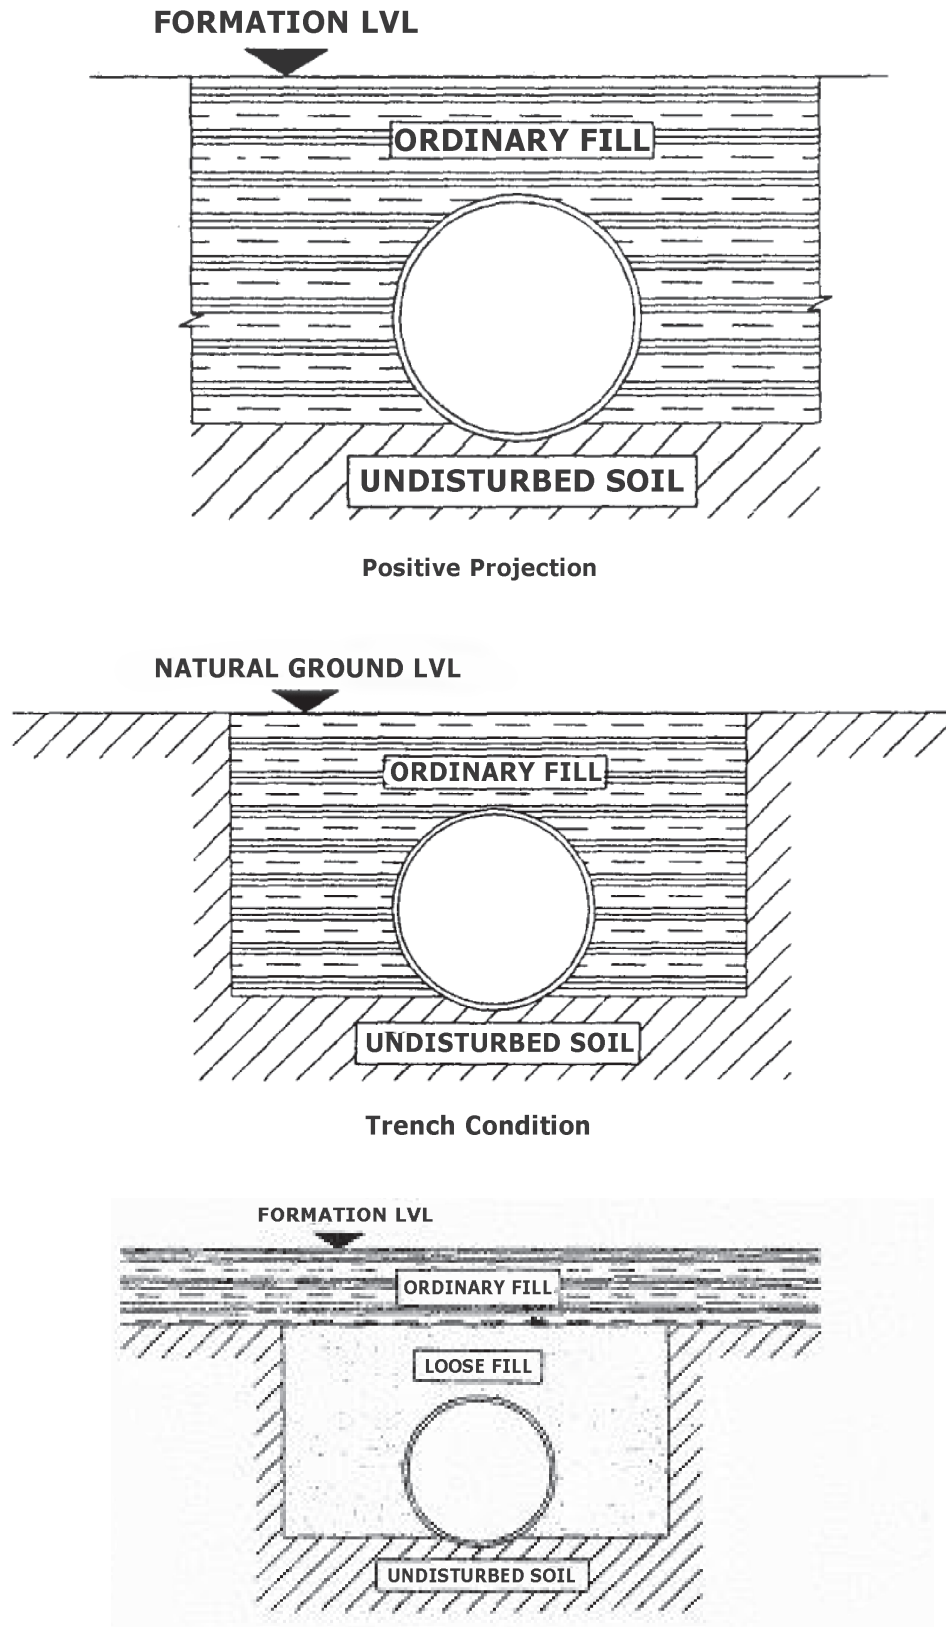 FORMATION LVL
ORDINARY FILL
UNDISTURBED SOIL
Positive Projection
NATURAL GROUND LVL
ORDINARY FILL
UNDISTURBED SOIL
Trench Condition
FORMATION LVL
ORDINARY FILL
LOOSE FILL
UNDISTURBED SOIL